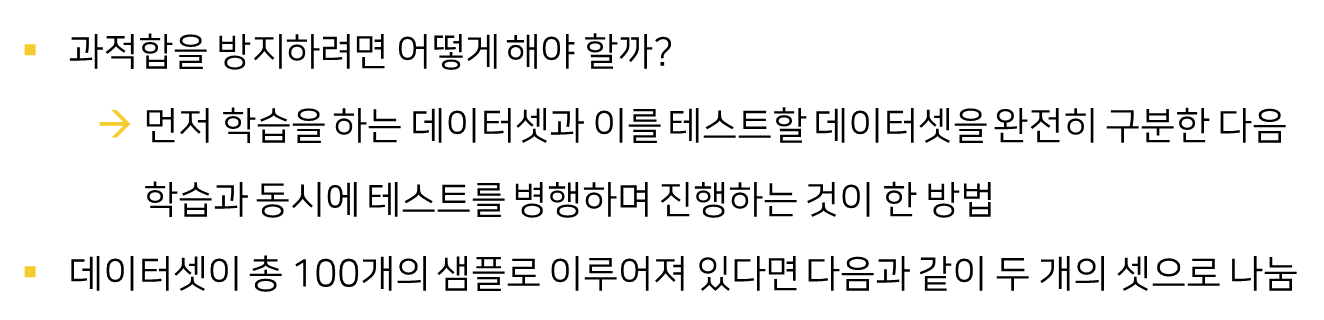 ▪ 과적합을 방지하려면 어떻게 해야 할까?
→ 먼저 학습을 하는 데이터셋과 이를 테스트할 데이터셋을 완전히 구분한 다음
학습과 동시에 테스트를 병행하며 진행하는 것이 한 방법
▪ 데이터셋이 총 100개의 샘플로 이루어져 있다면 다음과 같이 두 개의 셋으로 나눔